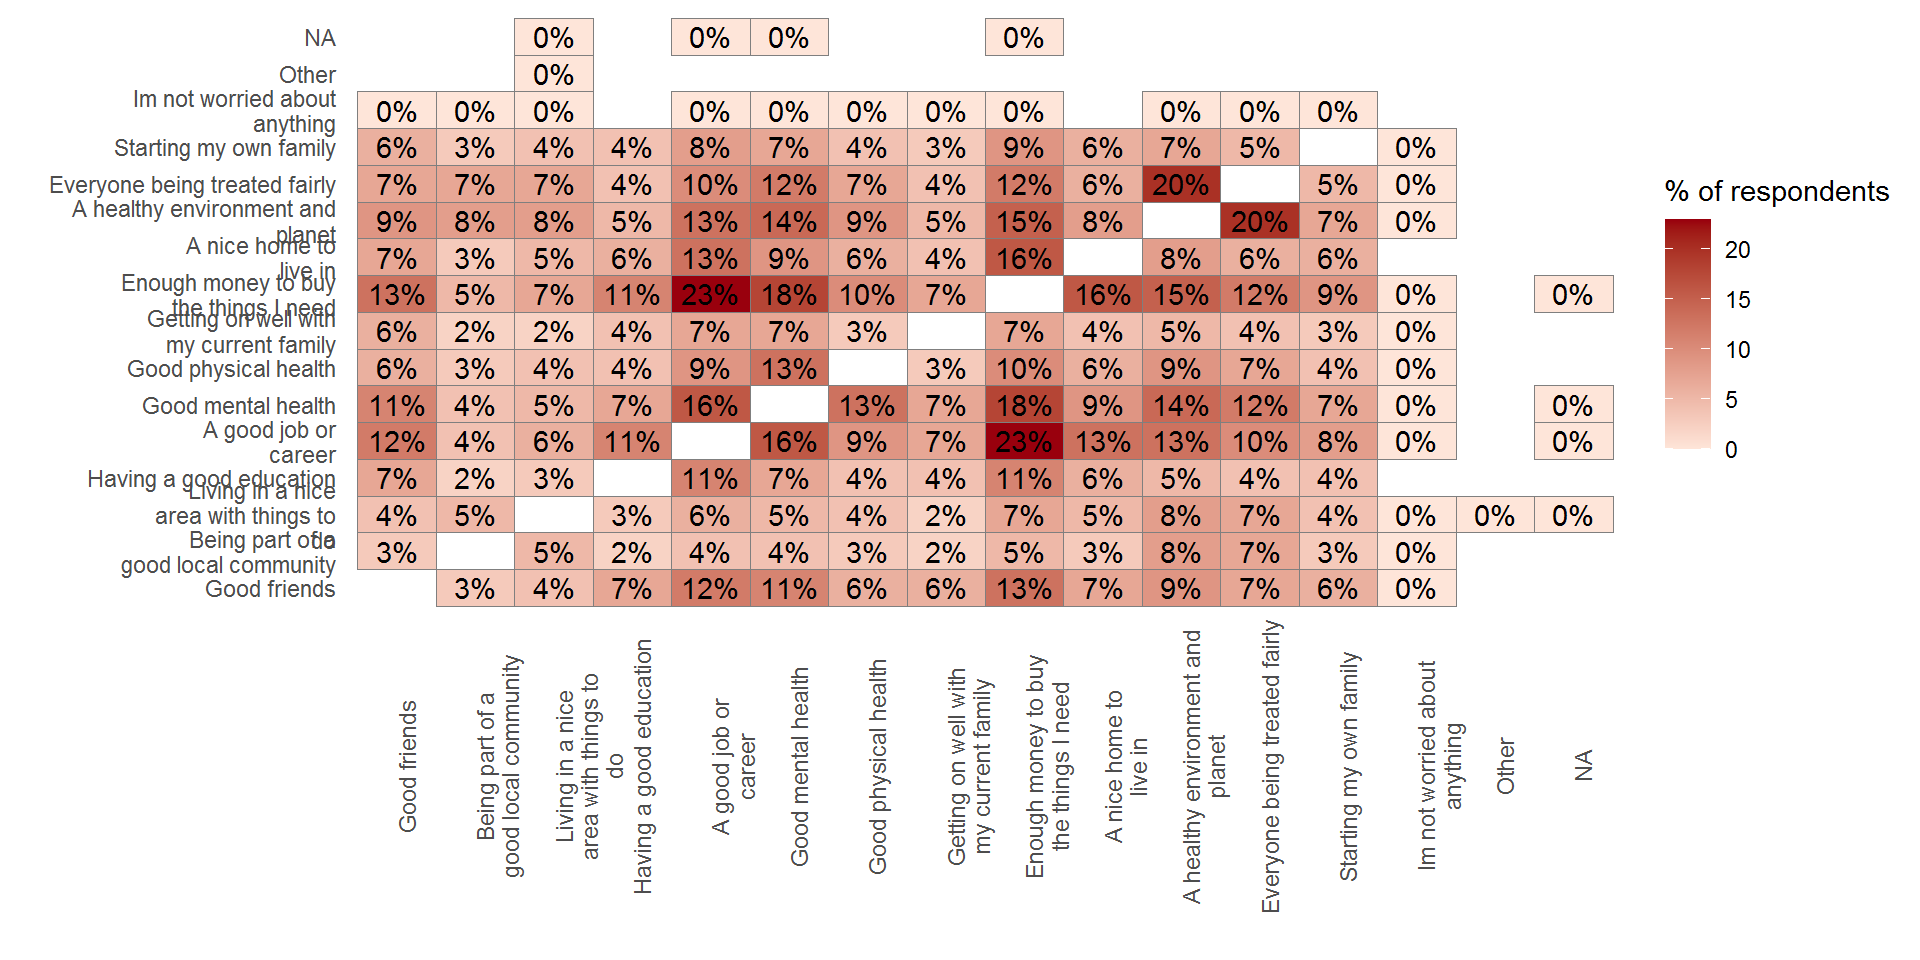 NA
0% 0% 0% 0%
Other
0%
Im not worried about
anything
0% 0% 0% 0% 0% 0% 0% 0% 0% 0% 0%
Starting my own family
6% 3% 4% 4% 8% 7% 4% 3% 9% 6% 7% 5% 0%
Everyone being treated fairly
7% 7% 7% 4% 10% 12% 7% 4% 12% 6% 20% 5% 0%
A healthy environment and
planet
9% 8% 8% 5% 13% 14% 9% 5% 15% 8% 20% 7% 0%
A nice home to
live in
7% 3% 5% 6% 13% 9% 6% 4% 16% 8% 6% 6%
Enough money to buy
the things I need
13% 5% 7% 11% 23% 18% 10% 7% 16% 15% 12% 9% 0% 0%
Getting on well with
my current family
6% 2% 2% 4% 7% 7% 3% 7% 4% 5% 4% 3% 0%
Good physical health
6% 3% 4% 4% 9% 13% 3% 10% 6% 9% 7% 4% 0%
Good mental health
11% 4% 5% 7% 16% 13% 7% 18% 9% 14% 12% 7% 0% 0%
A good job or
career
12% 4% 6% 11% 16% 9% 7% 23% 13% 13% 10% 8% 0% 0%
Having a good education
7% 2% 3% 11% 7% 4% 4% 11% 6% 5% 4% 4%
Living in a nice
area with things to
do
4% 5% 3% 6% 5% 4% 2% 7% 5% 8% 7% 4% 0% 0% 0%
Being part of a
good local community
3% 5% 2% 4% 4% 3% 2% 5% 3% 8% 7% 3% 0%
Good friends
3% 4% 7% 12% 11% 6% 6% 13% 7% 9% 7% 6% 0%
Good friends
Being part of a
good local community
Living in a nice
area with things to
do
Having a good education
A good job or
career
Good mental health
Good physical health
Getting on well with
my current family
Enough money to buy
the things I need
A nice home to
live in
A healthy environment and
planet
Everyone being treated fairly
Starting my own family
Im not worried about
anything
Other
NA
% of respondents
20
15
10
5
0